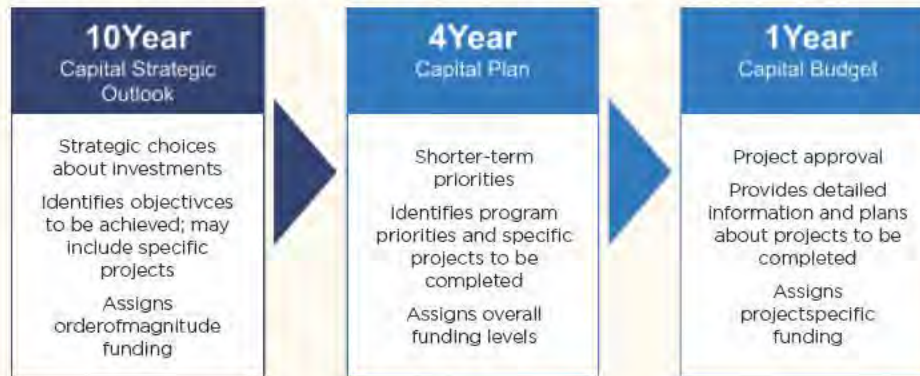 10Year
Capital Strategic
Outlook
Strategic choices
about investments
Identifies objectivces
to be achieved; may
include specific
projects
Assigns
orderofmagnitude
funding
4Year
Capital Plan
Shorter-term
priorities
Identifies program
priorities and specific
projects to be
completed
Assigns overall
funding levels
1Year
Capital Budget
Project approval
Provides detailed
information and plans
about projects to be
completed
Assigns
projectspecific
funding